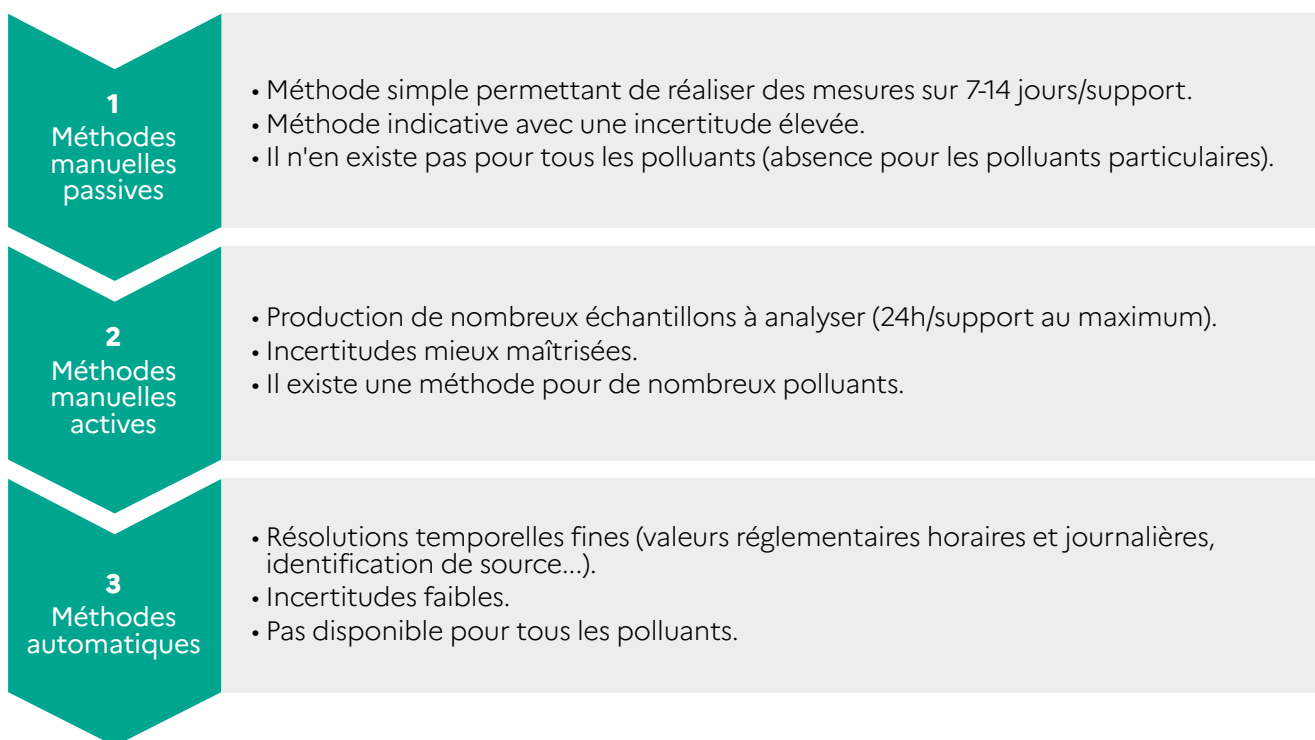 1
Méthodes
manuelles
passives
• Méthode simple permettant de réaliser des mesures sur 7-14 jours/support.
• Méthode indicative avec une incertitude élevée.
• Il n'en existe pas pour tous les polluants (absence pour les polluants particulaires).
2
Méthodes
manuelles
actives
• Production de nombreux échantillons à analyser (24h/support au maximum).
• Incertitudes mieux maîtrisées.
• Il existe une méthode pour de nombreux polluants.
3
Méthodes
automatiques
• Résolutions temporelles fines (valeurs réglementaires horaires et journalières,
identification de source...).
• Incertitudes faibles.
• Pas disponible pour tous les polluants.